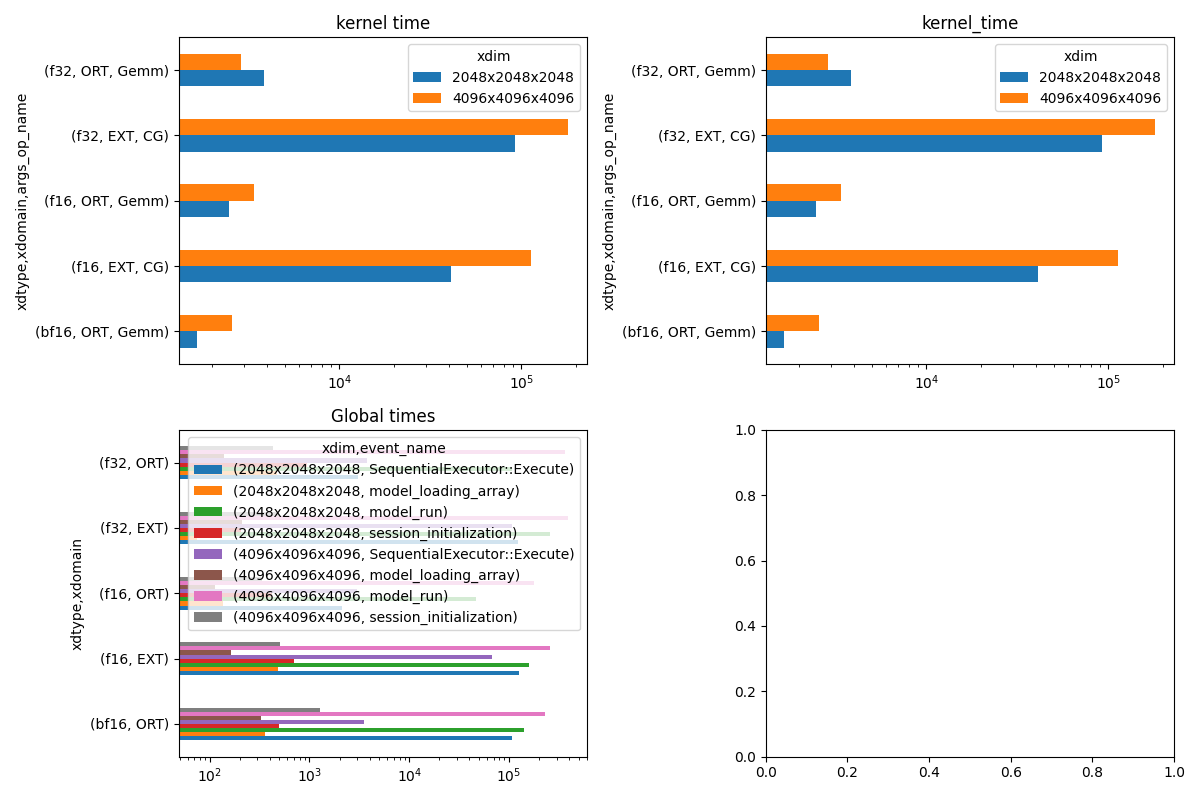 kernel time
xdtype,xdomain,args_op_name
(f32, ORT, Gemm)
(f32, EXT, CG)
(f16, ORT, Gemm)
(f16, EXT, CG)
(bf16, ORT, Gemm)
xdim
2048x2048x2048
4096x4096x4096
10^4
10^5
kernel_time
xdtype,xdomain,args_op_name
(f32, ORT, Gemm)
(f32, EXT, CG)
(f16, ORT, Gemm)
(f16, EXT, CG)
(bf16, ORT, Gemm)
xdim
2048x2048x2048
4096x4096x4096
10^4
10^5
Global times
xdtype,xdomain
(f32, ORT)
(f32, EXT)
(f16, ORT)
(f16, EXT)
(bf16, ORT)
xdim,event_name
(2048x2048x2048, SequentialExecutor::Execute)
(2048x2048x2048, model_loading_array)
(2048x2048x2048, model_run)
(2048x2048x2048, session_initialization)
(4096x4096x4096, SequentialExecutor::Execute)
(4096x4096x4096, model_loading_array)
(4096x4096x4096, model_run)
(4096x4096x4096, session_initialization)
10^2
10^3
10^4
10^5
1.0
0.8
0.6
0.4
0.2
0.0
0.0
0.2
0.4
0.6
0.8
1.0